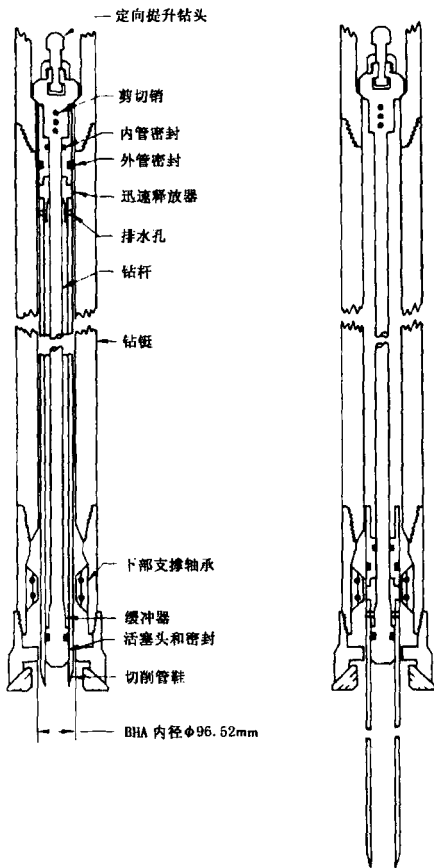 定向提升钻头
剪切销
内管密封
外管密封
迅速释放器
排水孔
钻杆
钻铤
下部支撑轴承
缓冲器
活塞头和密封
切削管鞋
BHA 内径ϕ96.52mm